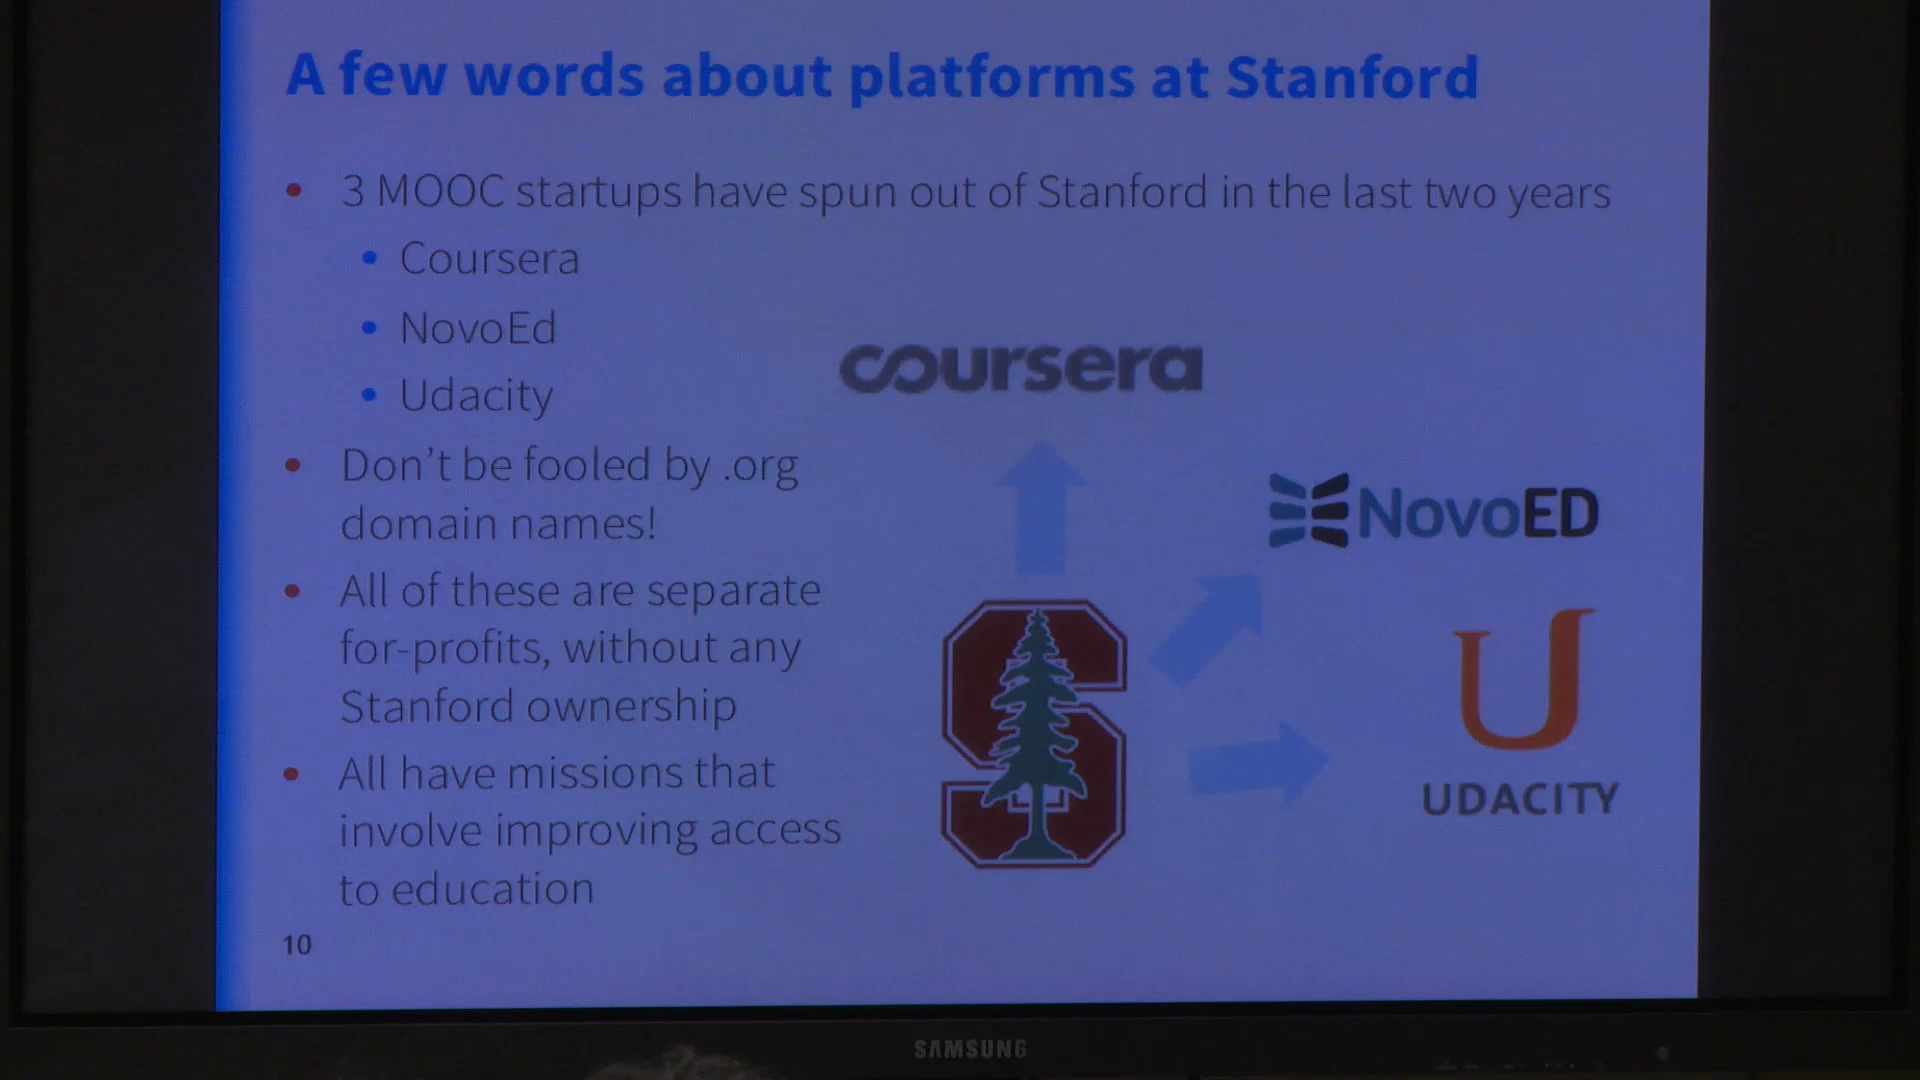 A few words about platforms at Stanford
• 3 MOOC startups have spun out of Stanford in the last two years
• Coursera
• NovoEd
• Udacity
• Don't be fooled by .org
domain names!
• All of these are separate
for-profits, without any
Stanford ownership
• All have missions that
involve improving access
to education
coursera
NovoED
S
U
UDACITY
10
SAMSUNG